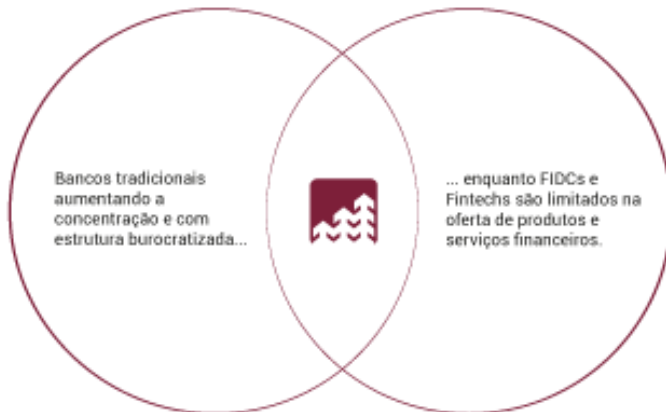 Bancos tradicionais
aumentando a
concentração e com
estrutura burocratizada...
... enquanto FIDCs e
Fintechs são limitados na
oferta de produtos e
serviços financeiros.